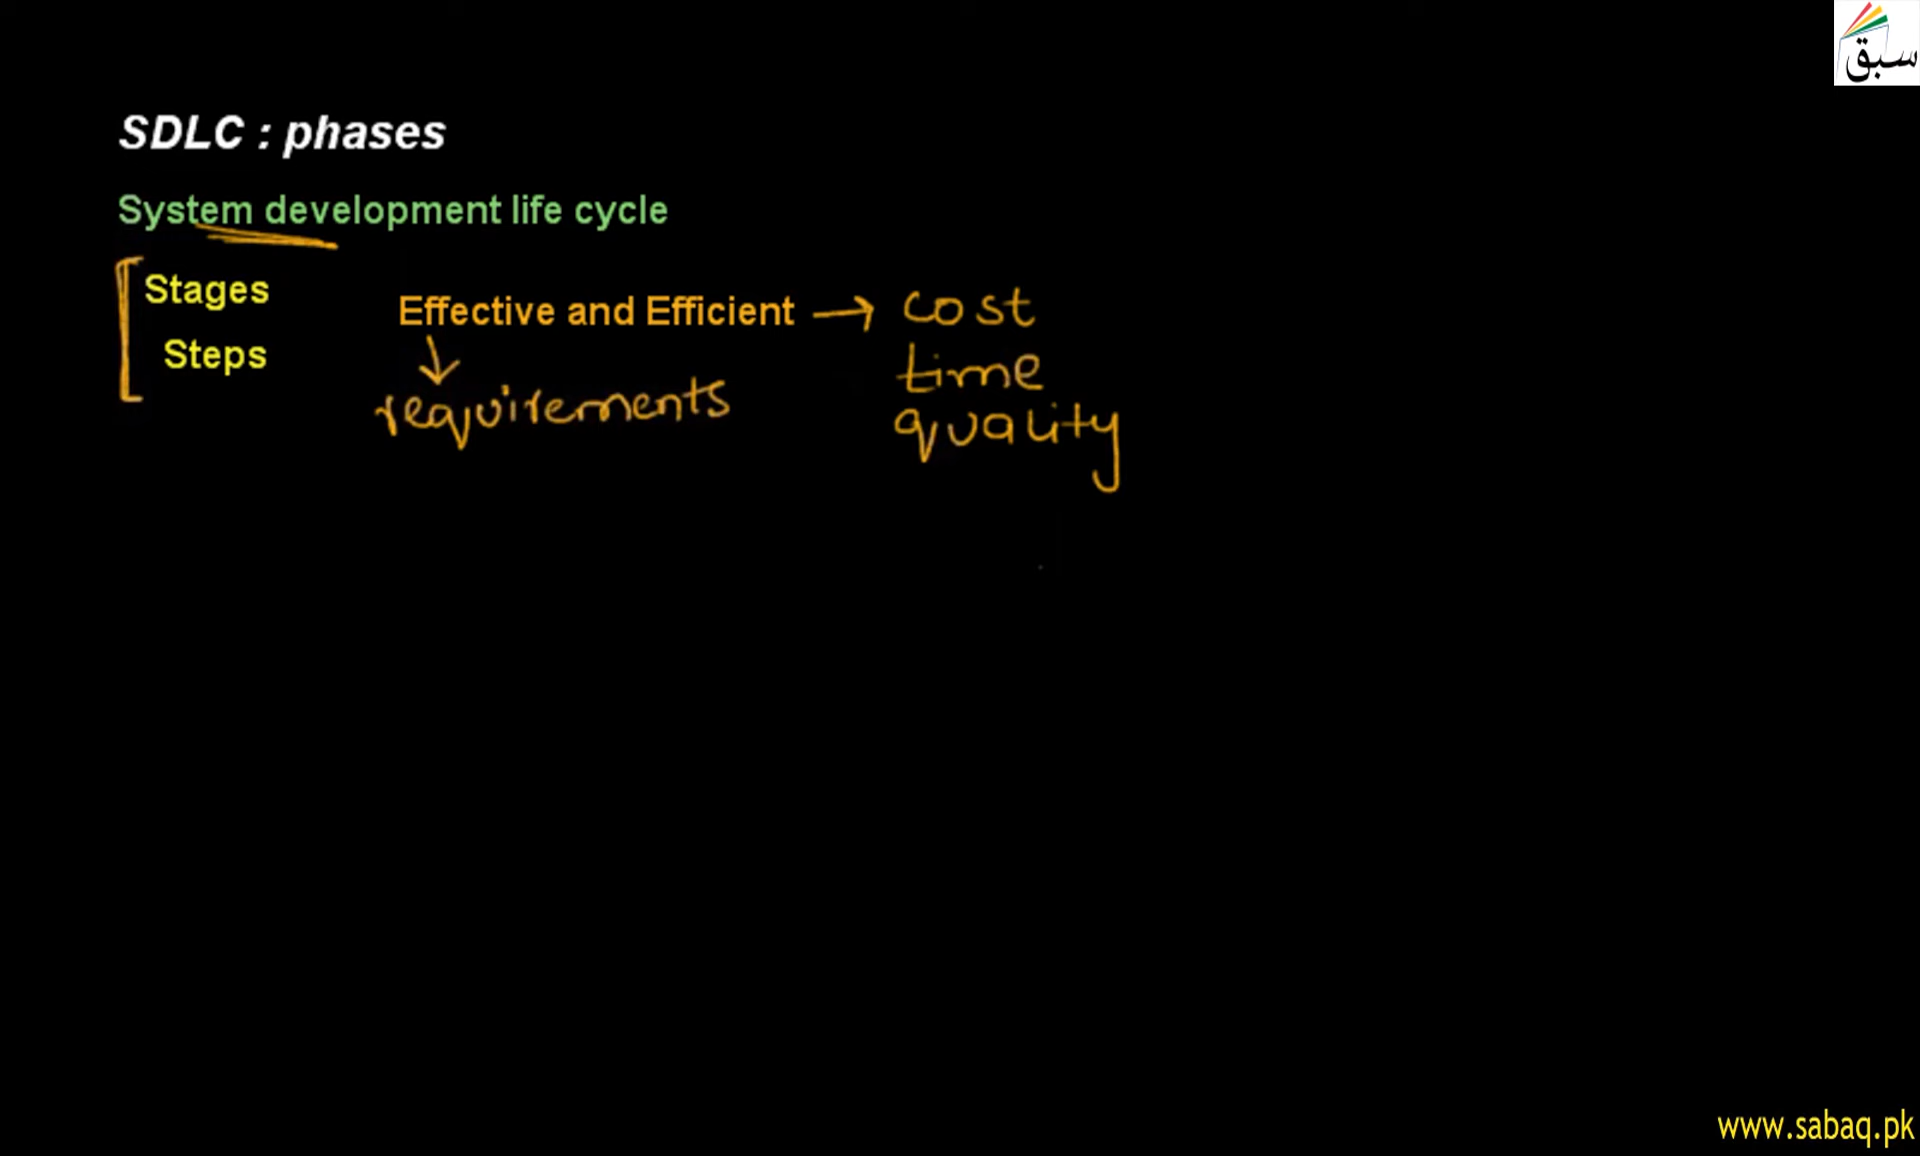 سبق
SDLC : phases
System development life cycle
Stages
Effective and Efficient → cost
Steps
time
requirements
quality
www.sabaq.pk